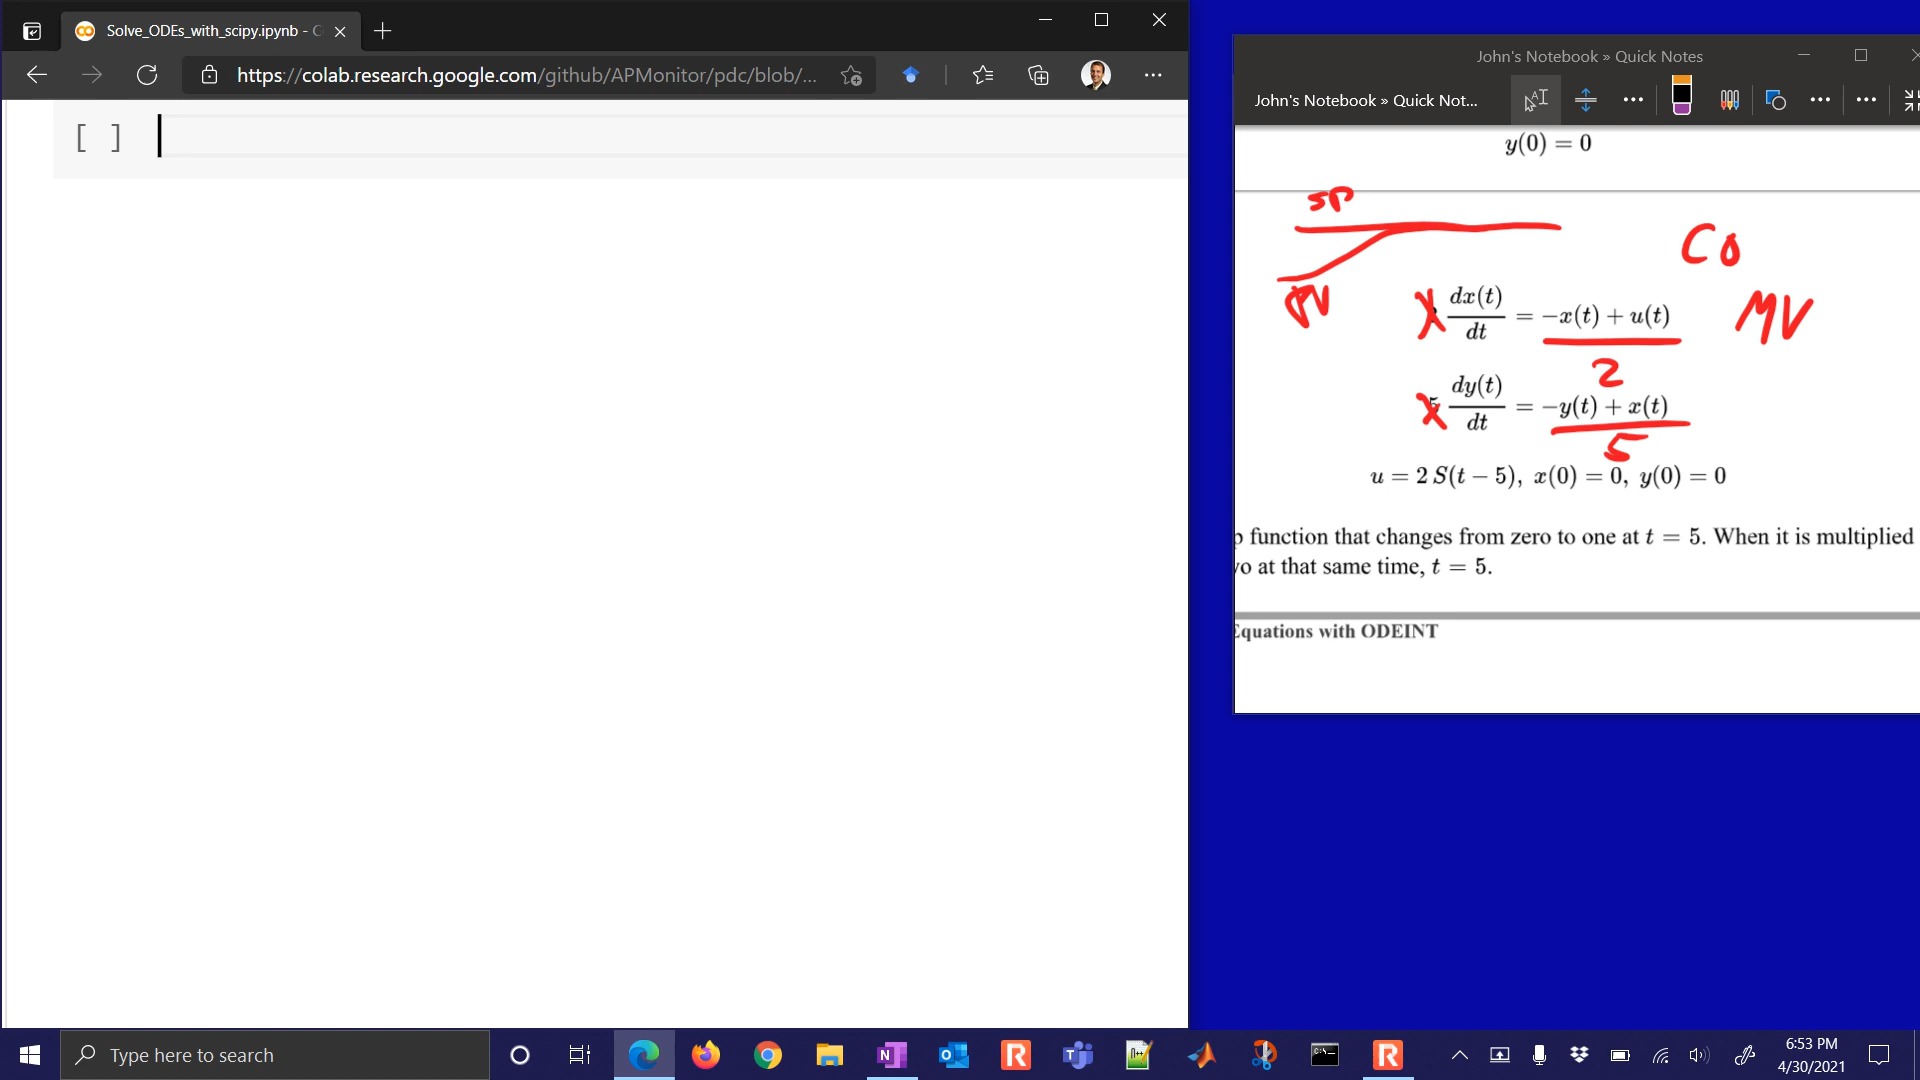 Solve_ODEs_with_scipy.ipynb - C
https://colab.research.google.com/github/APMonitor/pdc/blob/...
[ ]
John's Notebook » Quick Notes
John's Notebook » Quick Not...
y(0) = 0
SP
PV
CO
MV
dx(t)/dt = −x(t) + u(t)
2
5 dy(t)/dt = −y(t) + x(t)
5
u = 2 S(t − 5), x(0) = 0, y(0) = 0
p function that changes from zero to one at t = 5. When it is multiplied
vo at that same time, t = 5.
Equations with ODEINT
Type here to search
6:53 PM
4/30/2021